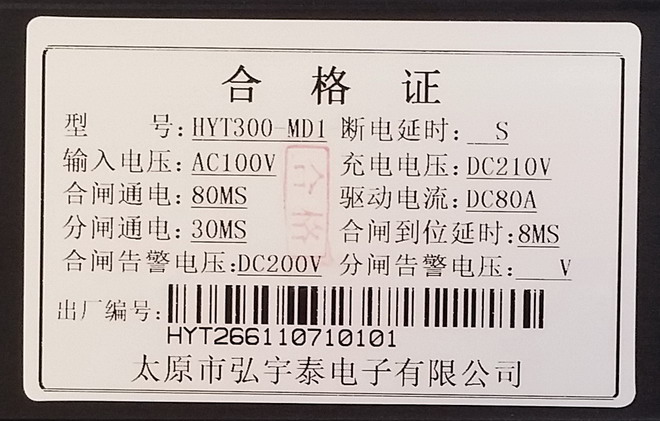 合格证
型 号:HYT300-MD1 断电延时:__S
输入电压:AC100V 充电电压:DC210V
合闸通电:80MS 驱动电流:DC80A
分闸通电:30MS 合闸到位延时:8MS
合闸告警电压:DC200V 分闸告警电压:___V
合格
出厂编号:
HYT266110710101
太原市弘宇泰电子有限公司